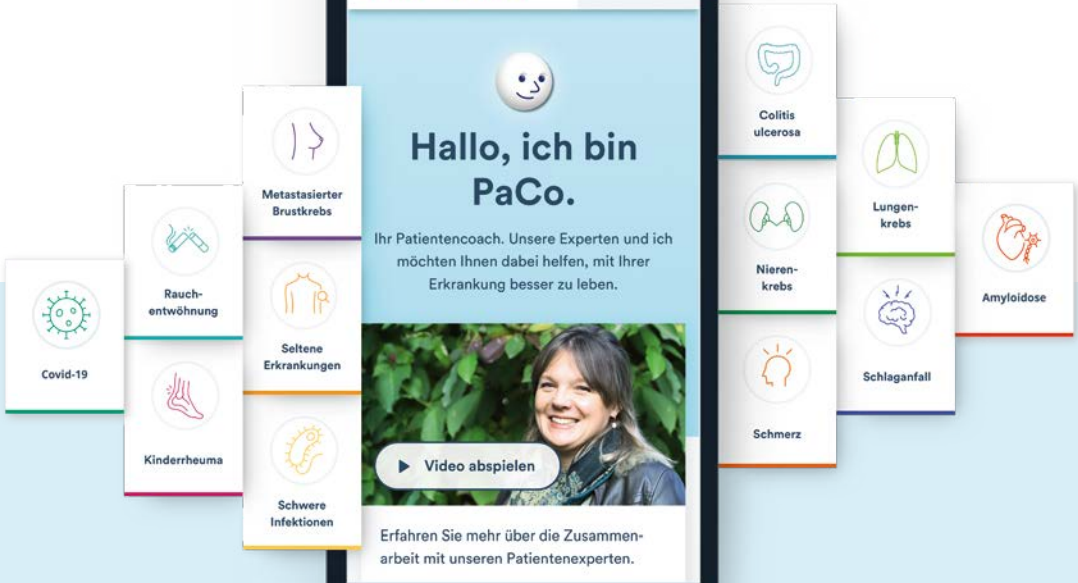 Covid-19
Rauch-
entwöhnung
Kinderrheuma
Metastasierter
Brustkrebs
Seltene
Erkrankungen
Schwere
Infektionen
Hallo, ich bin
PaCo.
Ihr Patientencoach. Unsere Experten und ich
möchten Ihnen dabei helfen, mit Ihrer
Erkrankung besser zu leben.
Video abspielen
Erfahren Sie mehr über die Zusammen-
arbeit mit unseren Patientenexperten.
Colitis
ulcerosa
Nieren-
krebs
Schmerz
Lungen-
krebs
Schlaganfall
Amyloidose